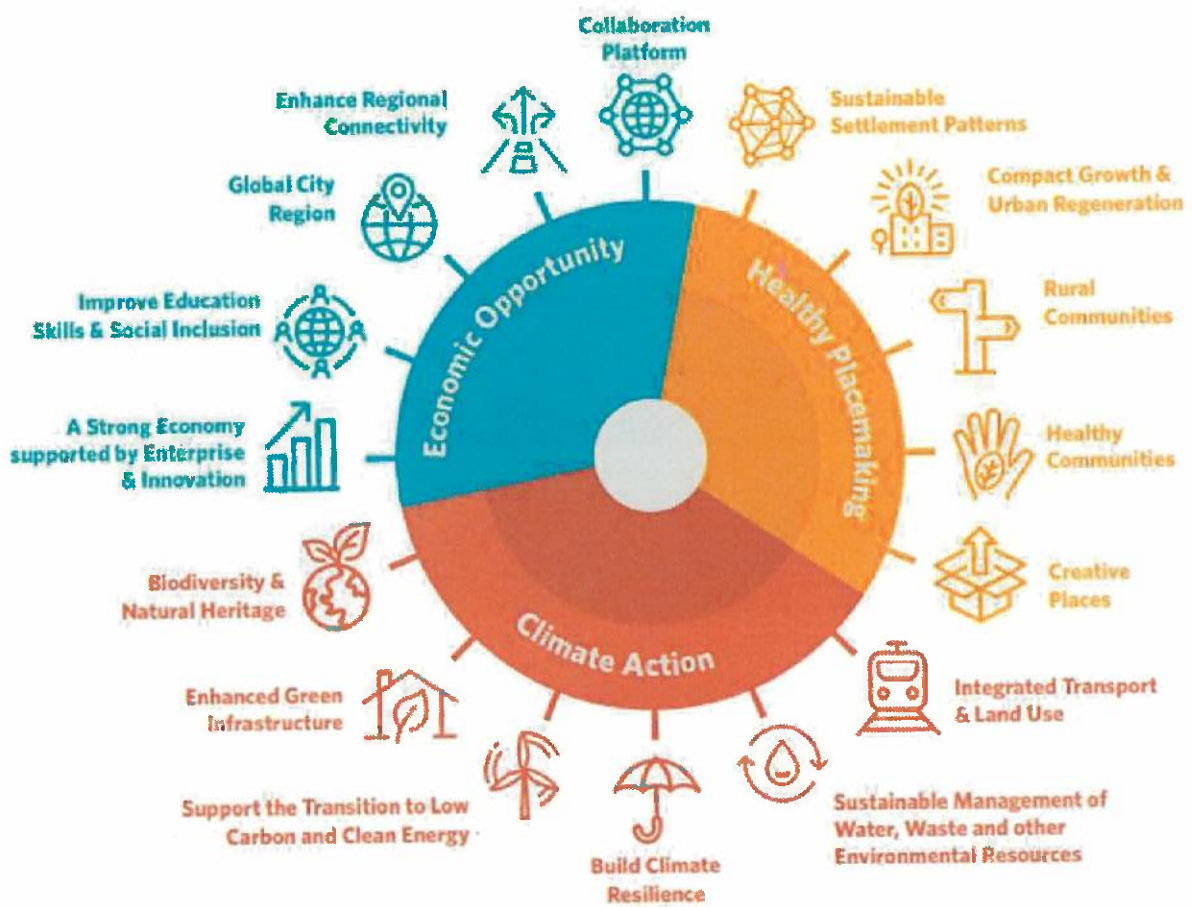 Collaboration
Platform
Enhance Regional
Connectivity
Global City
Region
Improve Education
Skills & Social Inclusion
A Strong Economy
supported by Enterprise
& Innovation
Economic Opportunity
Sustainable
Settlement Patterns
Compact Growth &
Urban Regeneration
Rural
Communities
Healthy
Communities
Creative
Places
Healthy Placemaking
Integrated Transport
& Land Use
Sustainable Management of
Water, Waste and other
Environmental Resources
Build Climate
Resilience
Support the Transition to Low
Carbon and Clean Energy
Enhanced Green
Infrastructure
Biodiversity &
Natural Heritage
Climate Action